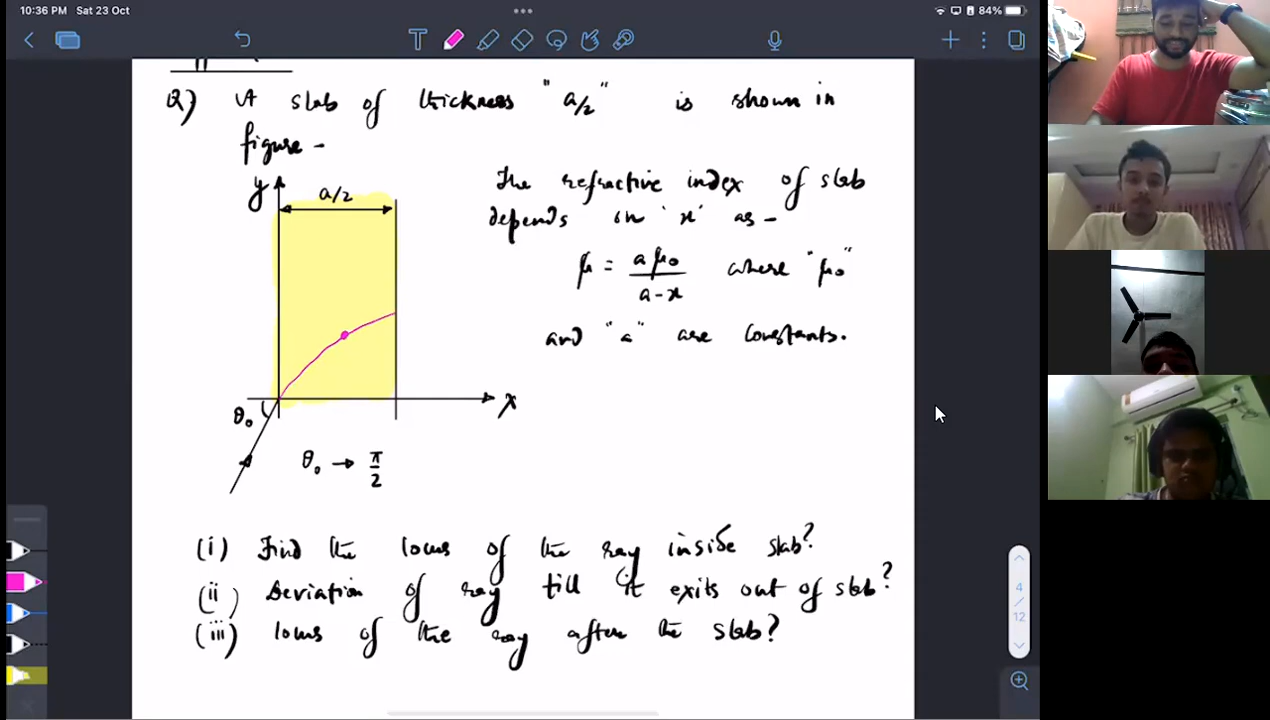 10:36 PM Sat 23 Oct
84%
Q) A slab of thickness "a/2" is shown in
figure -
y
a/2
The refractive index of slab
depends on 'x' as -
μ = aμ₀ / (a-x) where "μ₀"
and "a" are constants.
x
θ₀
θ₀ → π/2
(i) Find the locus of the ray inside slab?
(ii) Deviation of ray till it exits out of slab?
(iii) locus of the ray after the slab?
4
/
12